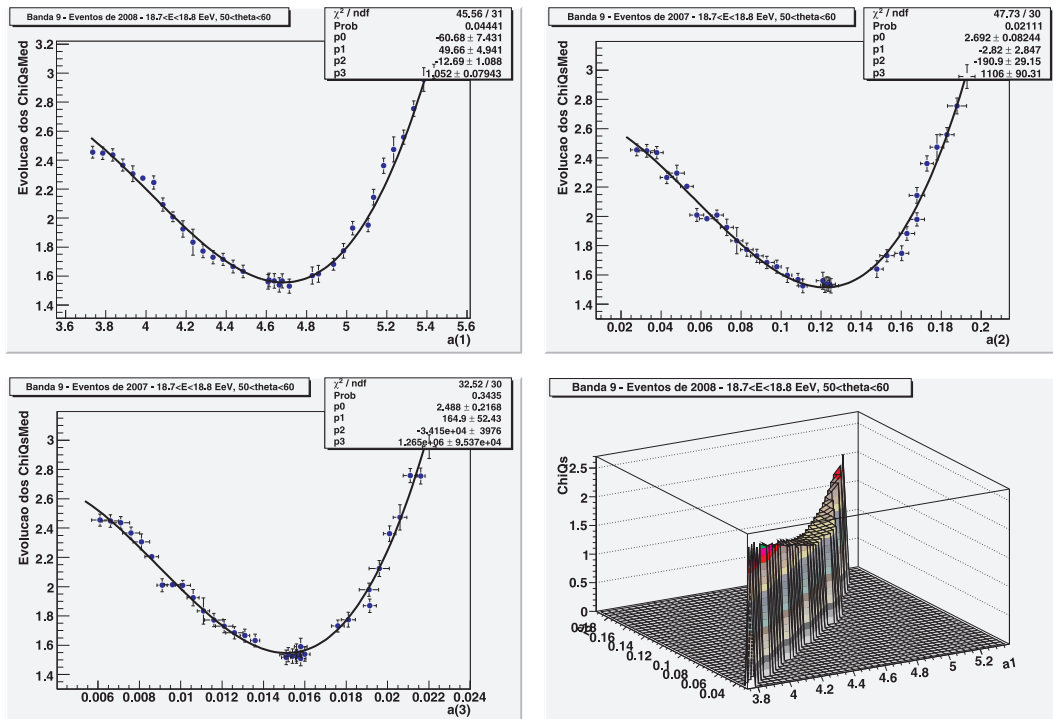 Banda 9 - Eventos de 2008 - 18.7<E<18.8 EeV, 50<theta<60
χ² / ndf 45.56 / 31
Prob 0.04441
p0 -60.68 ± 7.431
p1 49.66 ± 4.941
p2 -12.69 ± 1.088
p3 1.052 ± 0.07943
Evolucao dos ChiQsMed
3.2
3
2.8
2.6
2.4
2.2
2
1.8
1.6
1.4
3.6 3.8 4 4.2 4.4 4.6 4.8 5 5.2 5.4 5.6
a(1)
Banda 9 - Eventos de 2007 - 18.7<E<18.8 EeV, 50<theta<60
χ² / ndf 47.73 / 30
Prob 0.02111
p0 2.692 ± 0.08244
p1 -2.82 ± 2.847
p2 -190.9 ± 29.15
p3 1106 ± 90.31
Evolucao dos ChiQsMed
3
2.8
2.6
2.4
2.2
2
1.8
1.6
1.4
0.02 0.04 0.06 0.08 0.1 0.12 0.14 0.16 0.18 0.2
a(2)
Banda 9 - Eventos de 2007 - 18.7<E<18.8 EeV, 50<theta<60
χ² / ndf 32.52 / 30
Prob 0.3435
p0 2.488 ± 0.2168
p1 164.9 ± 52.43
p2 -3.415e+04 ± 3976
p3 1.265e+06 ± 9.537e+04
Evolucao dos ChiQsMed
3
2.8
2.6
2.4
2.2
2
1.8
1.6
1.4
0.006 0.008 0.01 0.012 0.014 0.016 0.018 0.02 0.022 0.024
a(3)
Banda 9 - Eventos de 2008 - 18.7<E<18.8 EeV, 50<theta<60
ChiQs
2.5
2
1.5
1
0.5
0
0.18
0.16
0.14
0.12
0.1
0.08
0.06
0.04
3.8 4 4.2 4.4 4.6 4.8 5 5.2 a1